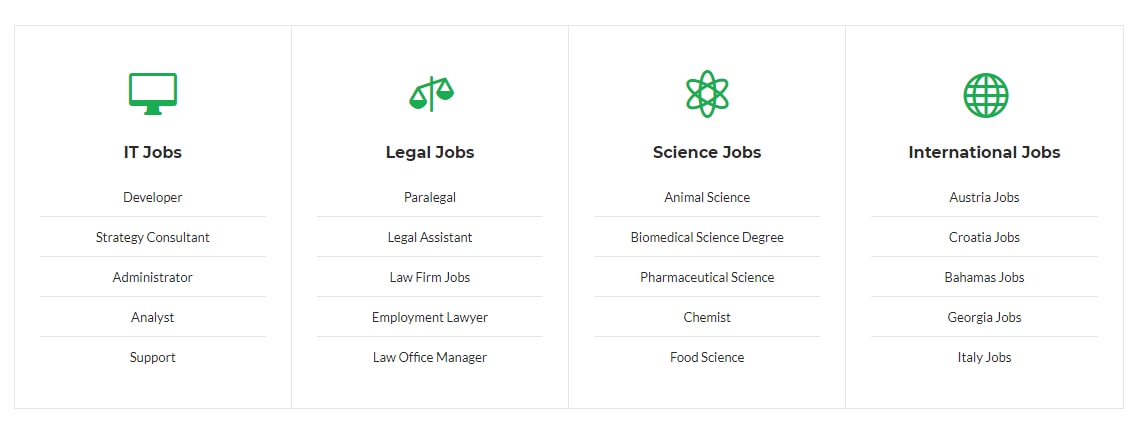 IT Jobs
Developer
Strategy Consultant
Administrator
Analyst
Support
Legal Jobs
Paralegal
Legal Assistant
Law Firm Jobs
Employment Lawyer
Law Office Manager
Science Jobs
Animal Science
Biomedical Science Degree
Pharmaceutical Science
Chemist
Food Science
International Jobs
Austria Jobs
Croatia Jobs
Bahamas Jobs
Georgia Jobs
Italy Jobs